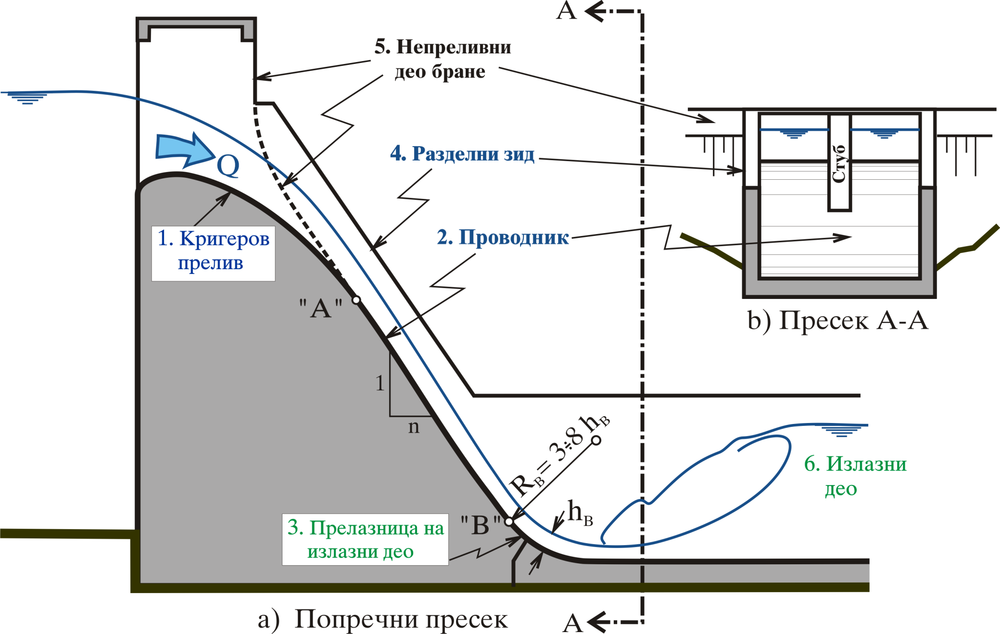 A
5. Непреливни
део бране
Q
4. Разделни зид
Стуб
1. Кригеров
прелив
2. Проводник
"А"
b) Пресек А-А
1
n
R_B = 3÷8 h_B
6. Излазни
део
h_B
"В"
3. Прелазница на
излазни део
а) Попречни пресек
A